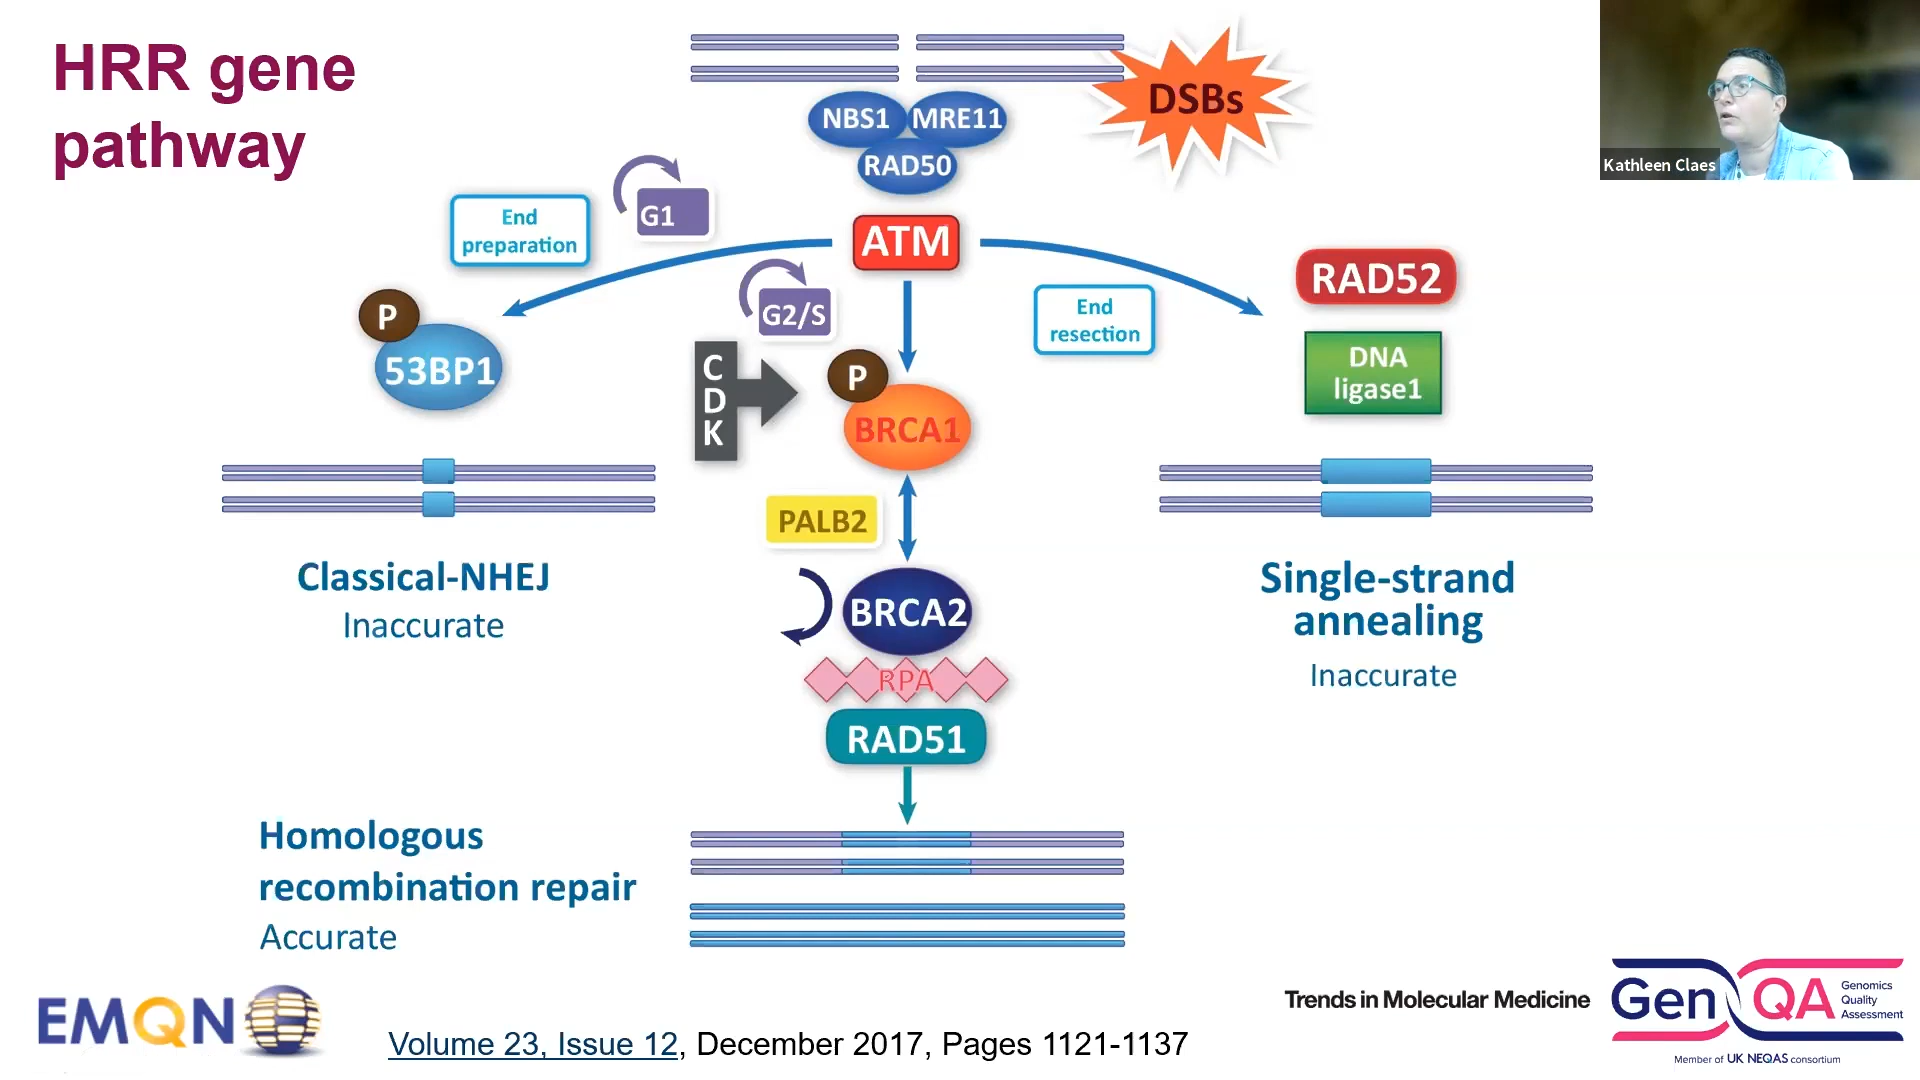 HRR gene
pathway
DSBs
NBS1
MRE11
RAD50
Kathleen Claes
G1
End
preparation
ATM
G2/S
End
resection
RAD52
P
53BP1
C
D
K
P
BRCA1
DNA
ligase1
PALB2
Classical-NHEJ
Inaccurate
BRCA2
RPA
RAD51
Single-strand
annealing
Inaccurate
Homologous
recombination repair
Accurate
EMQN
Volume 23, Issue 12, December 2017, Pages 1121-1137
Trends in Molecular Medicine
GenQA
Genomics
Quality
Assessment
Member of UK NEQAS consortium